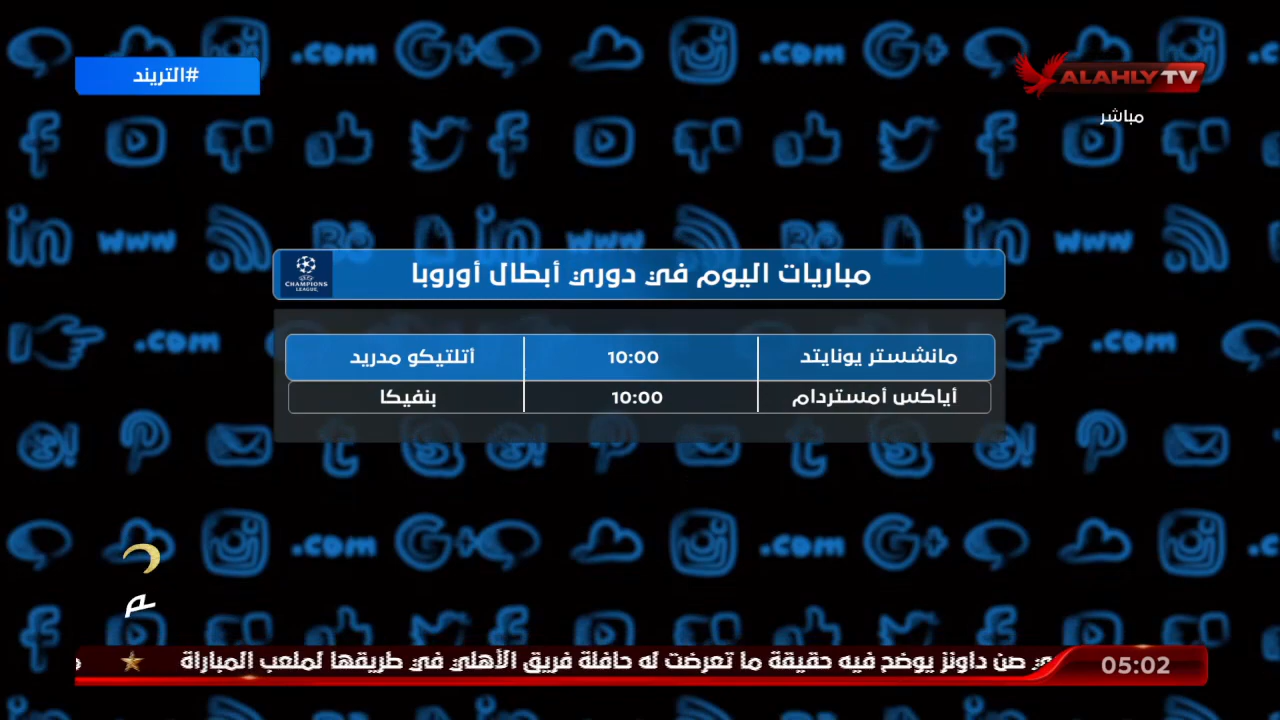 #التريند
ALAHLY TV
مباشر
UEFA
CHAMPIONS
LEAGUE
مباريات اليوم في دوري أبطال أوروبا
مانشستر يونايتد 10:00 أتلتيكو مدريد
أياكس أمستردام 10:00 بنفيكا
05:02
ي صن داونز يوضح فيه حقيقة ما تعرضت له حافلة فريق الأهلي في طريقها لملعب المباراة